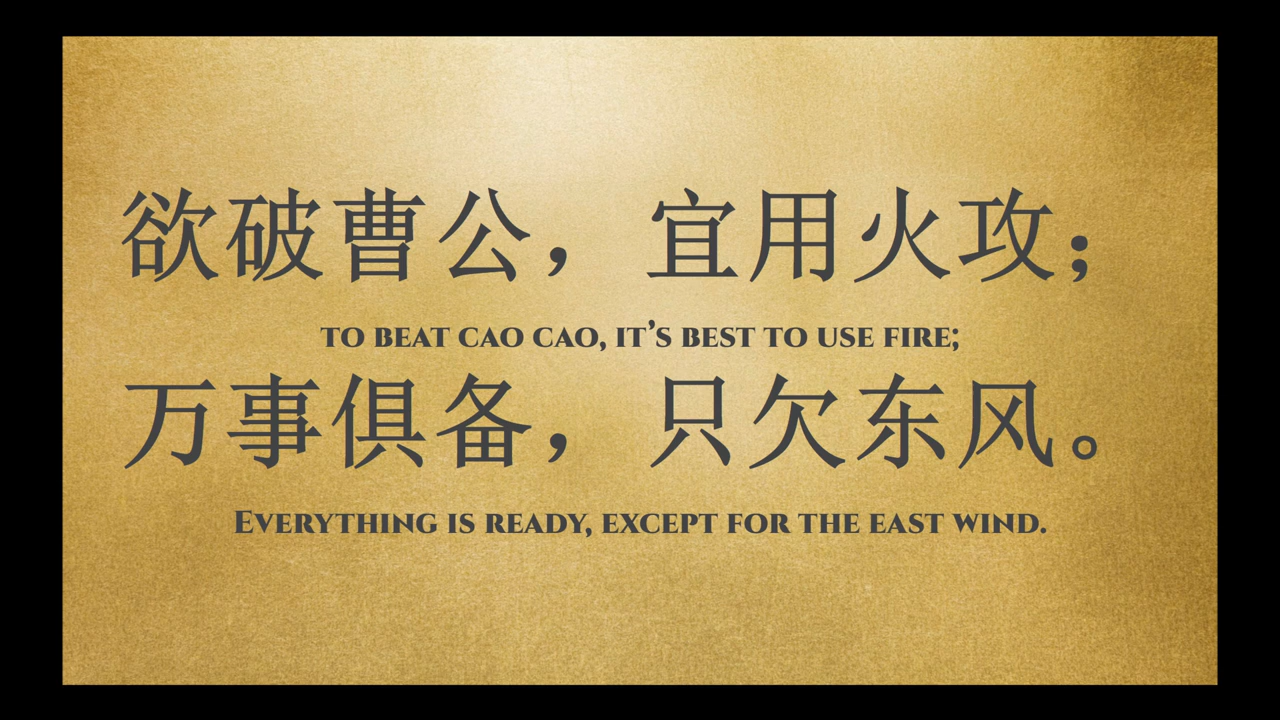 欲破曹公，宜用火攻；
TO BEAT CAO CAO, IT'S BEST TO USE FIRE;
万事俱备，只欠东风。
EVERYTHING IS READY, EXCEPT FOR THE EAST WIND.